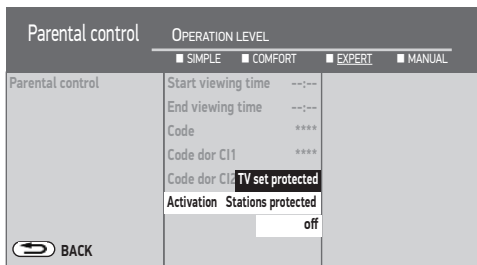 Parental control
OPERATION LEVEL
SIMPLE COMFORT EXPERT MANUAL
Parental control
Start viewing time --:--
End viewing time --:--
Code ****
Code dor CI1 ****
Code dor CI2 TV set protected
Activation Stations protected
off
BACK